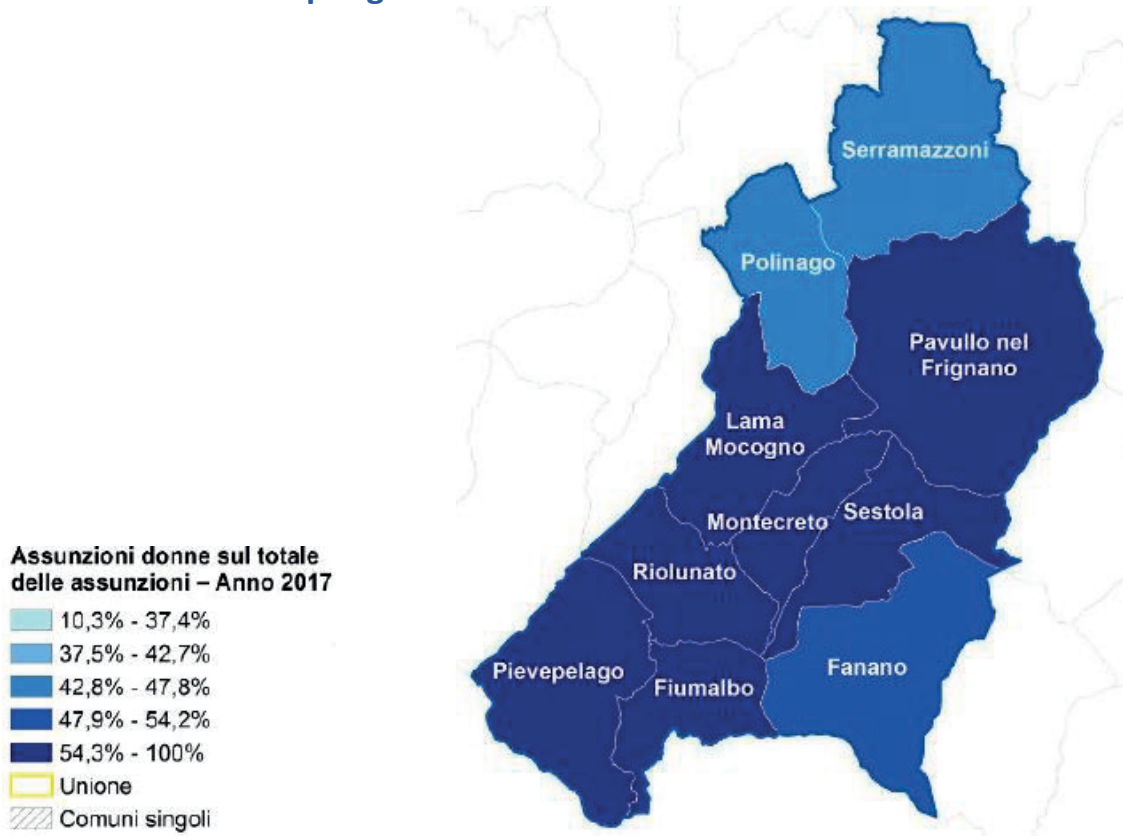 Serramazzoni
Polinago
Pavullo nel
Frignano
Lama
Mocogno
Montecreto
Sestola
Riolunato
Pievepelago
Fiumalbo
Fanano
Assunzioni donne sul totale
delle assunzioni – Anno 2017
10,3% - 37,4%
37,5% - 42,7%
42,8% - 47,8%
47,9% - 54,2%
54,3% - 100%
Unione
Comuni singoli